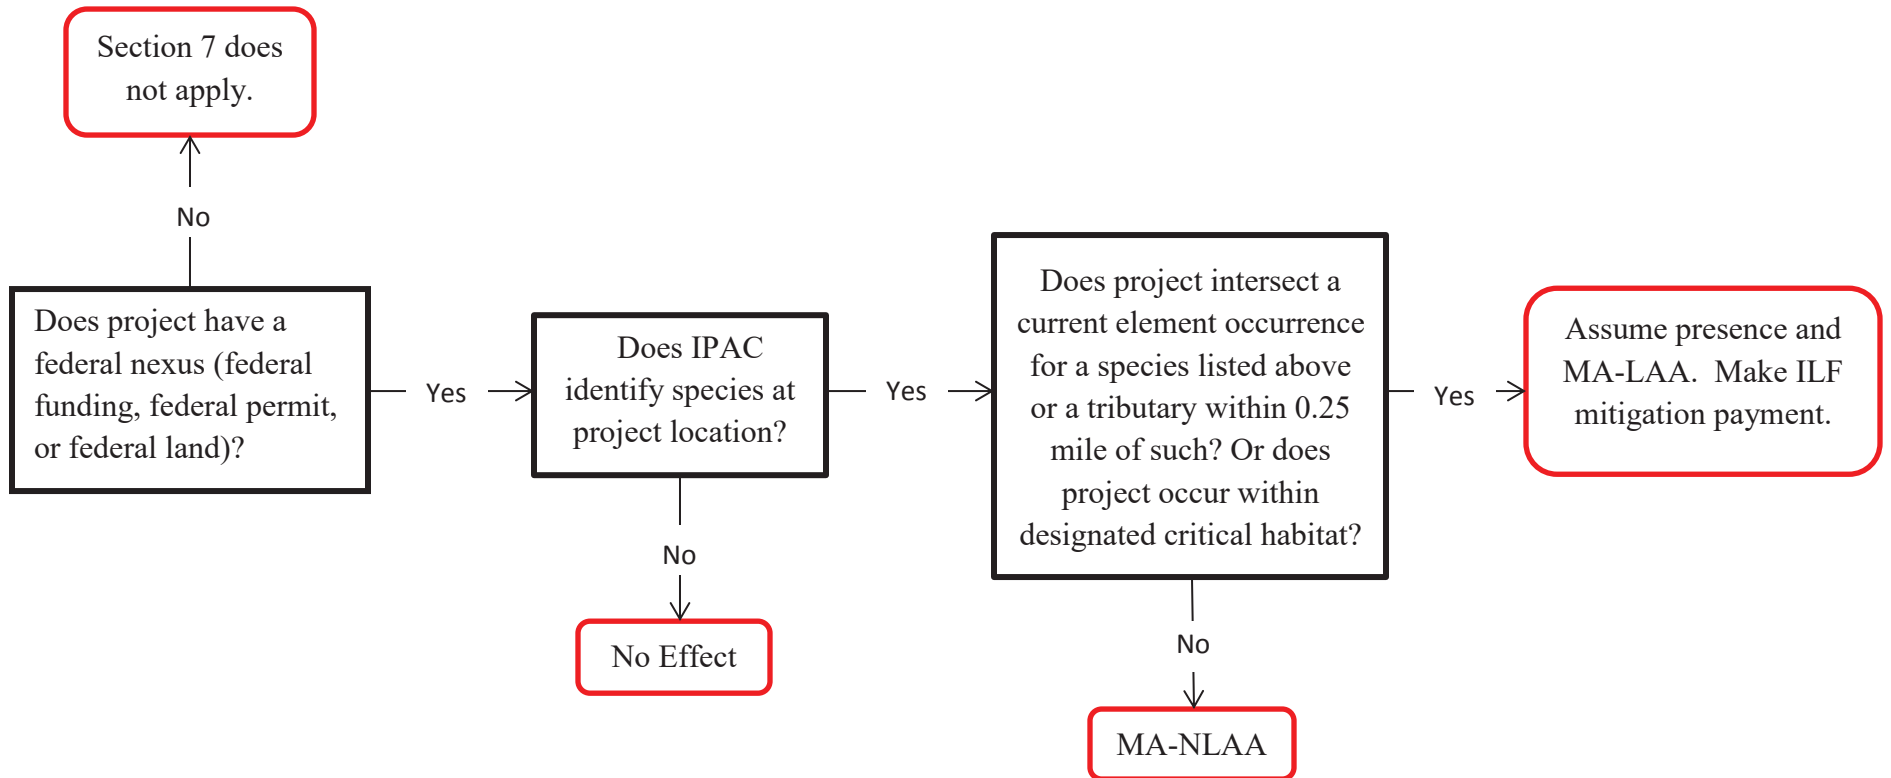 Section 7 does
not apply.
No
Does project have a
federal nexus (federal
funding, federal permit,
or federal land)?
Yes
Does IPAC
identify species at
project location?
No
No Effect
Yes
Does project intersect a
current element occurrence
for a species listed above
or a tributary within 0.25
mile of such? Or does
project occur within
designated critical habitat?
No
MA-NLAA
Yes
Assume presence and
MA-LAA.  Make ILF
mitigation payment.